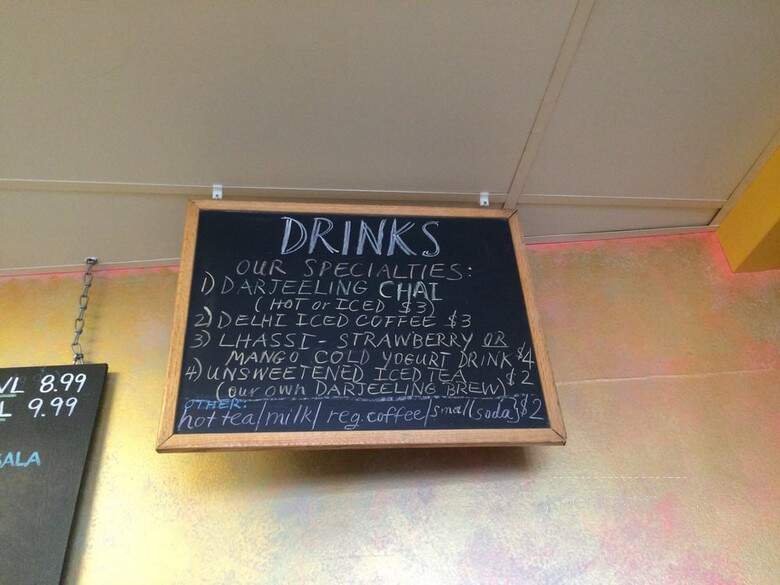 DRINKS
OUR SPECIALTIES:
1) DARJEELING CHAI
(HOT or ICED $3)
2) DELHI ICED COFFEE $3
3) LHASSI - STRAWBERRY OR
MANGO COLD YOGURT DRINK $4
4) UNSWEETENED ICED TEA $2
(our own DARJEELING BREW)
OTHER:
hot tea/milk/ reg. coffee/small soda $2
VL 8.99
L 9.99
ALA